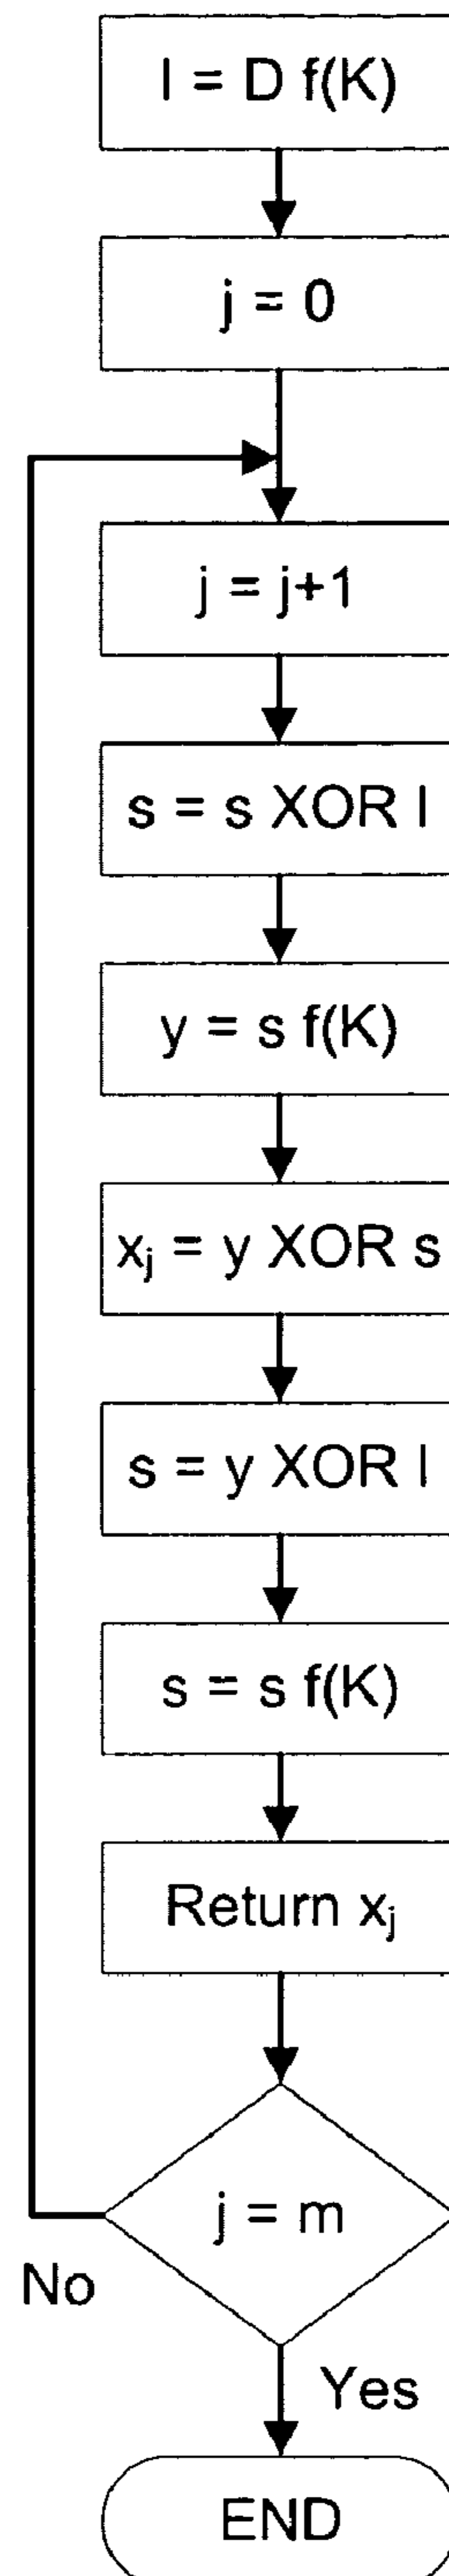 I = D f(K)
j = 0
j = j+1
s = s XOR I
y = s f(K)
xj = y XOR s
s = y XOR I
s = s f(K)
Return xj
j = m
No
Yes
END